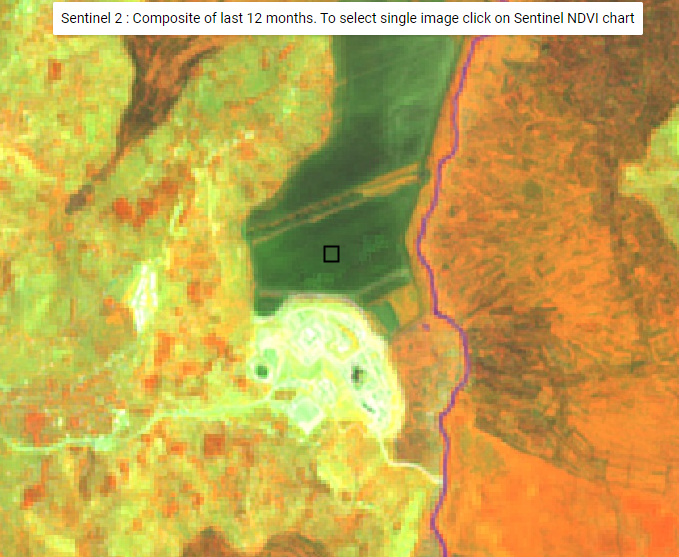 Sentinel 2 : Composite of last 12 months. To select single image click on Sentinel NDVI chart